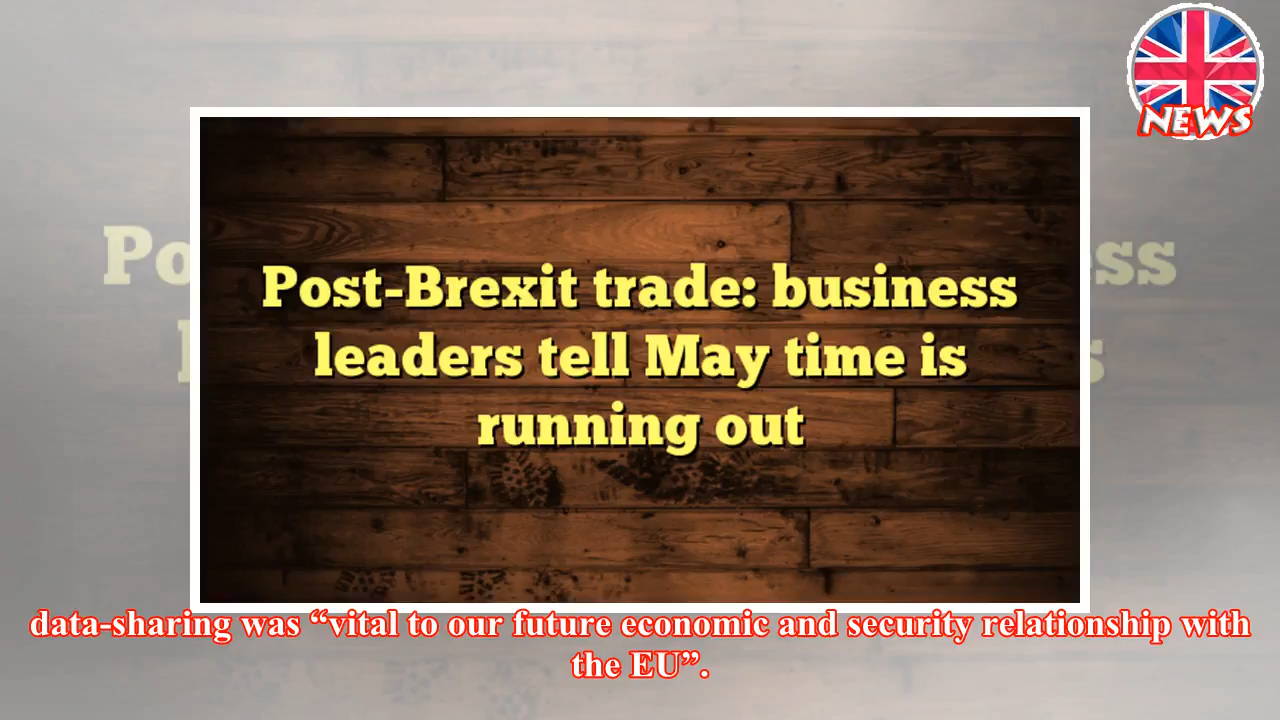 NEWS
Post-Brexit trade: business
leaders tell May time is
running out
data-sharing was “vital to our future economic and security relationship with
the EU”.